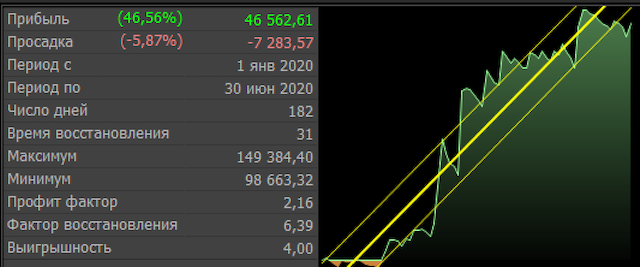 Прибыль (46,56%) 46 562,61
Просадка (-5,87%) -7 283,57
Период с 1 янв 2020
Период по 30 июн 2020
Число дней 182
Время восстановления 31
Максимум 149 384,40
Минимум 98 663,32
Профит фактор 2,16
Фактор восстановления 6,39
Выигрышность 4,00